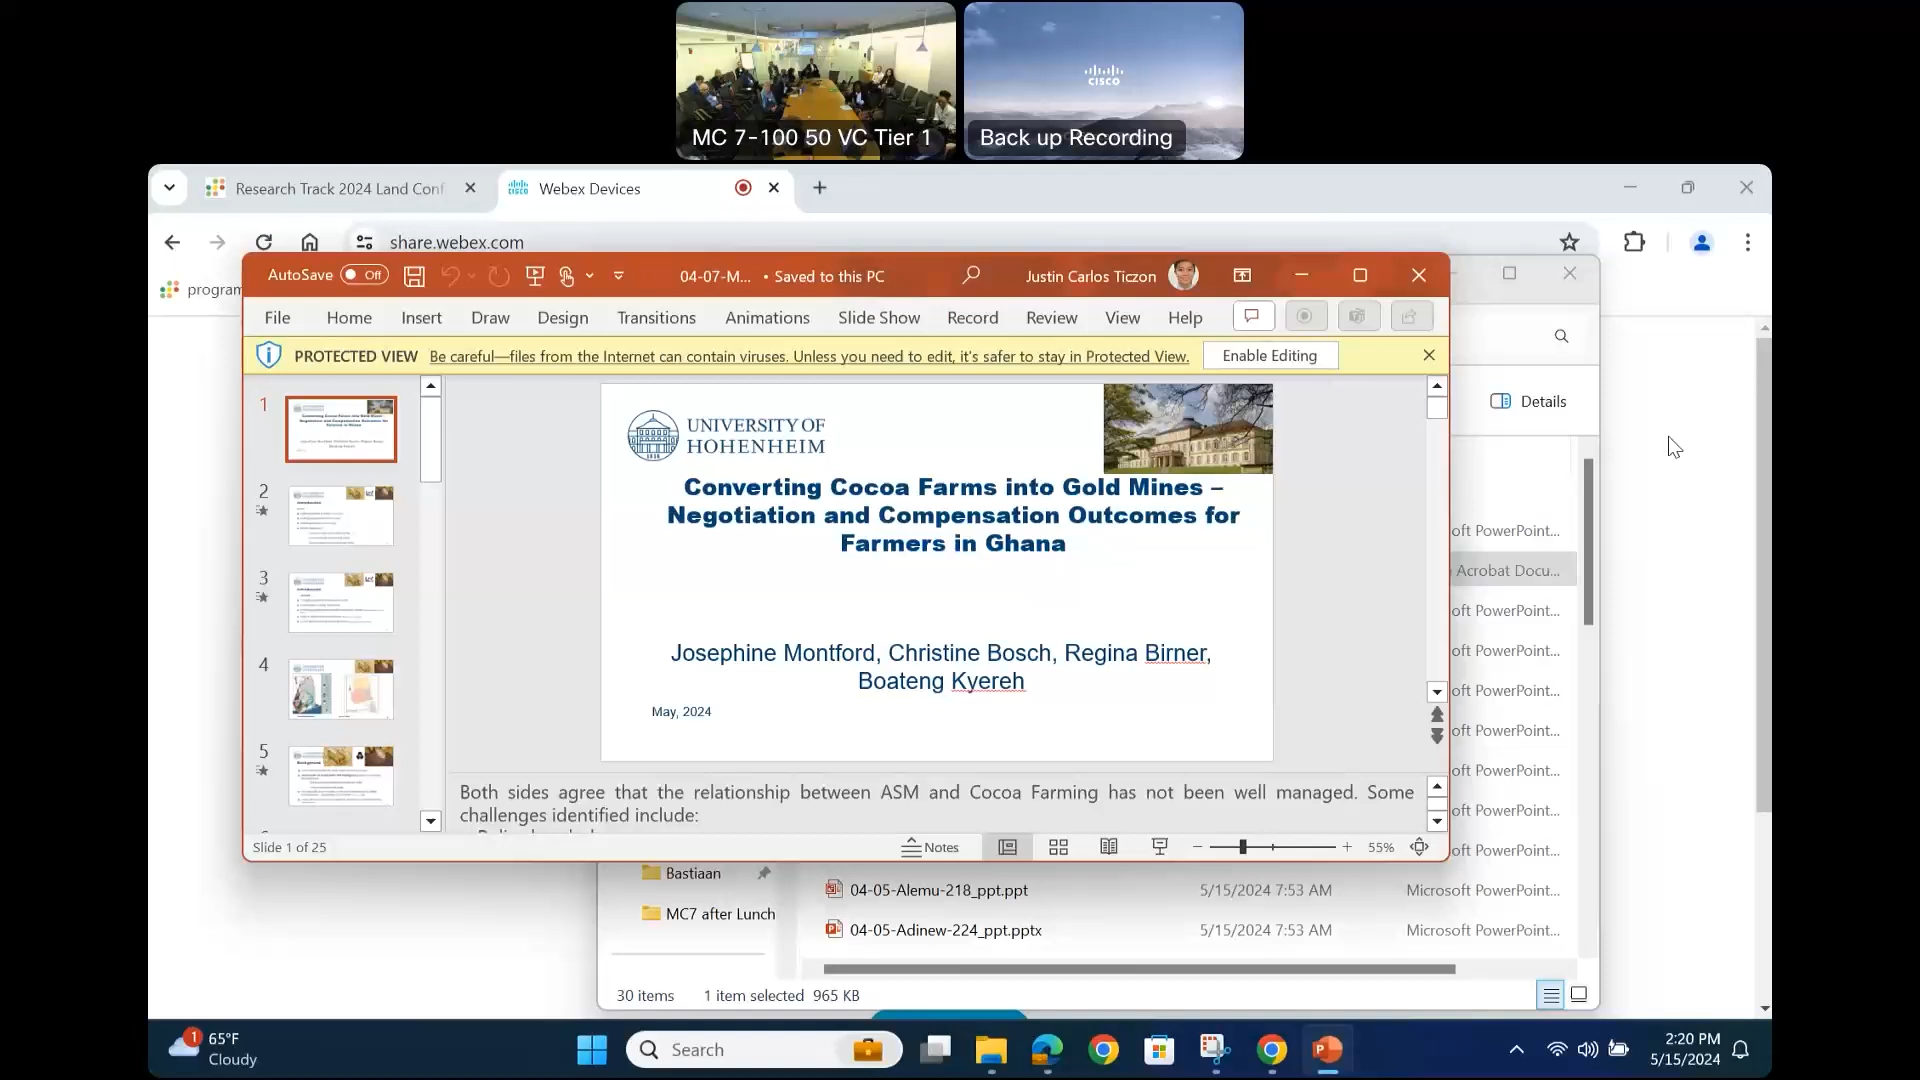 CISCO
MC 7-100 50 VC Tier 1
Back up Recording
Research Track 2024 Land Conf
Webex Devices
share.webex.com
program
AutoSave Off 04-07-M... • Saved to this PC Justin Carlos Ticzon
File Home Insert Draw Design Transitions Animations Slide Show Record Review View Help
PROTECTED VIEW Be careful—files from the Internet can contain viruses. Unless you need to edit, it's safer to stay in Protected View. Enable Editing
Details
1
2
3
4
5
UNIVERSITY OF
HOHENHEIM
Converting Cocoa Farms into Gold Mines –
Negotiation and Compensation Outcomes for
Farmers in Ghana
Josephine Montford, Christine Bosch, Regina Birner,
Boateng Kyereh
May, 2024
oft PowerPoint...
Acrobat Docu...
oft PowerPoint...
oft PowerPoint...
oft PowerPoint...
oft PowerPoint...
oft PowerPoint...
oft PowerPoint...
oft PowerPoint...
Both sides agree that the relationship between ASM and Cocoa Farming has not been well managed. Some
challenges identified include:
Slide 1 of 25 Notes 55%
Bastiaan
04-05-Alemu-218_ppt.ppt 5/15/2024 7:53 AM Microsoft PowerPoint...
MC7 after Lunch
04-05-Adinew-224_ppt.pptx 5/15/2024 7:53 AM Microsoft PowerPoint...
30 items 1 item selected 965 KB
1
65°F
Cloudy
Search
2:20 PM
5/15/2024